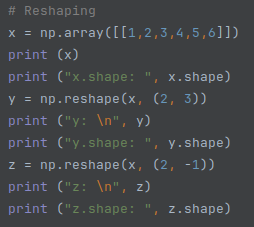 # Reshaping
x = np.array([[1,2,3,4,5,6]])
print (x)
print ("x.shape: ", x.shape)
y = np.reshape(x, (2, 3))
print ("y: \n", y)
print ("y.shape: ", y.shape)
z = np.reshape(x, (2, -1))
print ("z: \n", z)
print ("z.shape: ", z.shape)